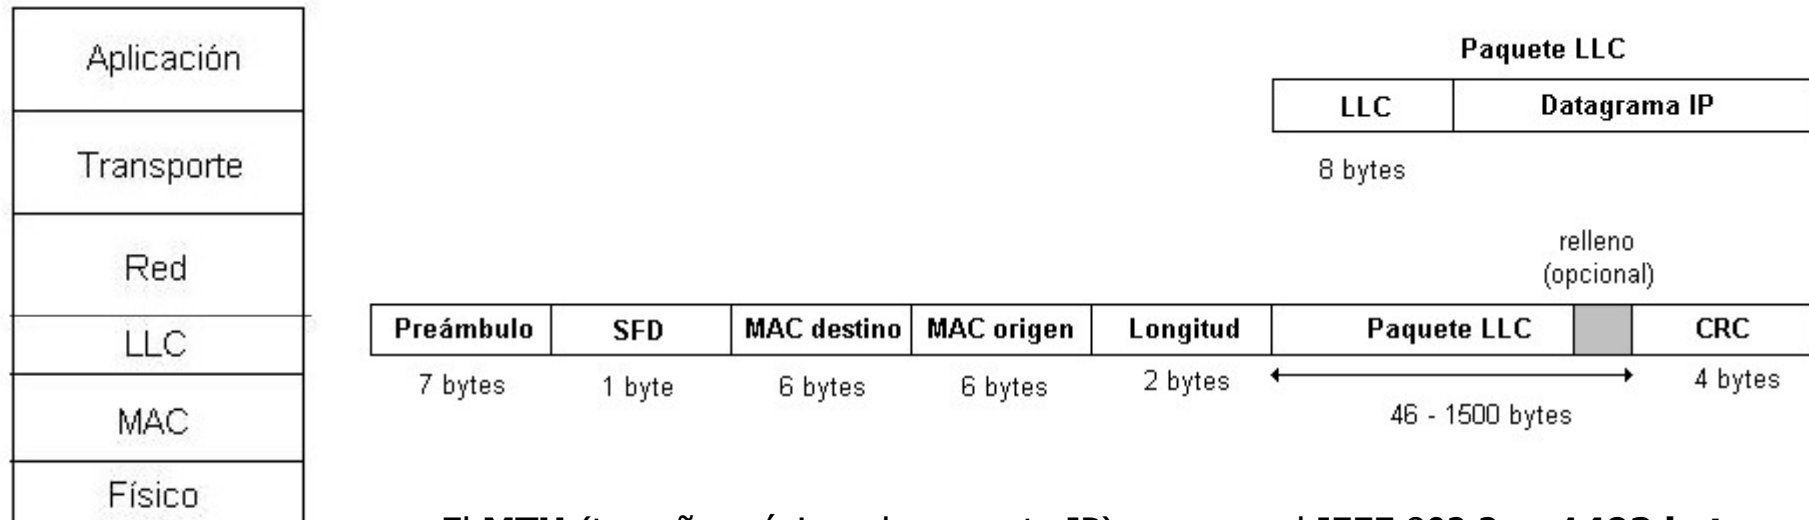 Aplicación
Transporte
Red
LLC
MAC
Físico
Paquete LLC
LLC Datagrama IP
8 bytes
relleno
(opcional)
Preámbulo SFD MAC destino MAC origen Longitud Paquete LLC CRC
7 bytes 1 byte 6 bytes 6 bytes 2 bytes 46 - 1500 bytes 4 bytes